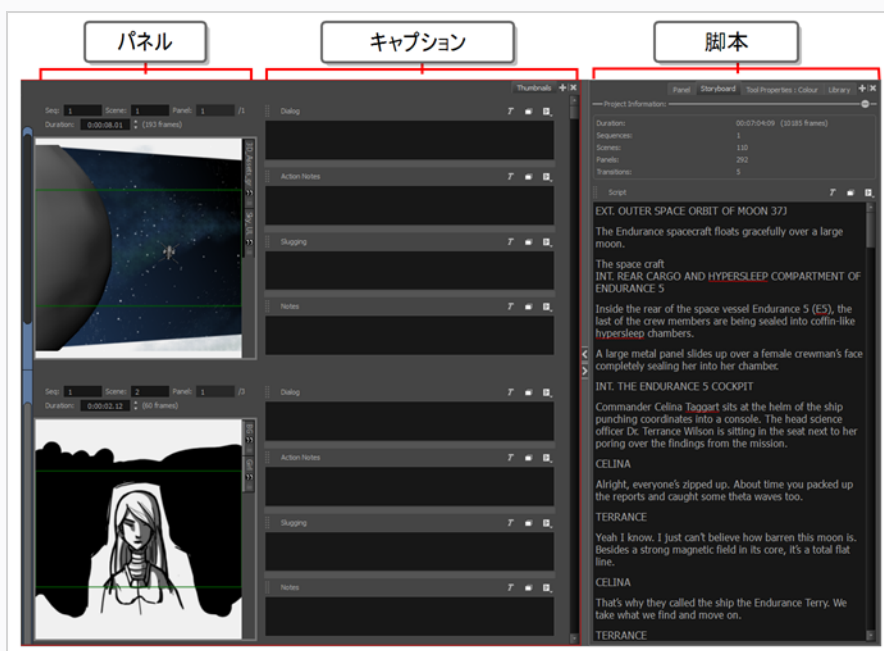 パネル
キャプション
脚本
Thumbnails
Seq: 1 Scene: 1 Panel: 1 /1
Duration: 0:00:08.01 (193 frames)
Dialog
Action Notes
Slugging
Notes
Seq: 1 Scene: 2 Panel: 1 /3
Duration: 0:00:02.12 (60 frames)
Dialog
Action Notes
Slugging
Notes
Panel Storyboard Tool Properties : Colour Library
Project Information:
Duration: 00:07:04:09 (10185 frames)
Sequences: 1
Scenes: 110
Panels: 292
Transitions: 5
Script
EXT. OUTER SPACE ORBIT OF MOON 37J
The Endurance spacecraft floats gracefully over a large
moon.
The space craft
INT. REAR CARGO AND HYPERSLEEP COMPARTMENT OF
ENDURANCE 5
Inside the rear of the space vessel Endurance 5 (E5), the
last of the crew members are being sealed into coffin-like
hypersleep chambers.
A large metal panel slides up over a female crewman's face
completely sealing her into her chamber.
INT. THE ENDURANCE 5 COCKPIT
Commander Celina Taggart sits at the helm of the ship
punching coordinates into a console. The head science
officer Dr. Terrance Wilson is sitting in the seat next to her
poring over the findings from the mission.
CELINA
Alright, everyone's zipped up. About time you packed up
the reports and caught some theta waves too.
TERRANCE
Yeah I know. I just can't believe how barren this moon is.
Besides a strong magnetic field in its core, it's a total flat
line.
CELINA
That's why they called the ship the Endurance Terry. We
take what we find and move on.
TERRANCE